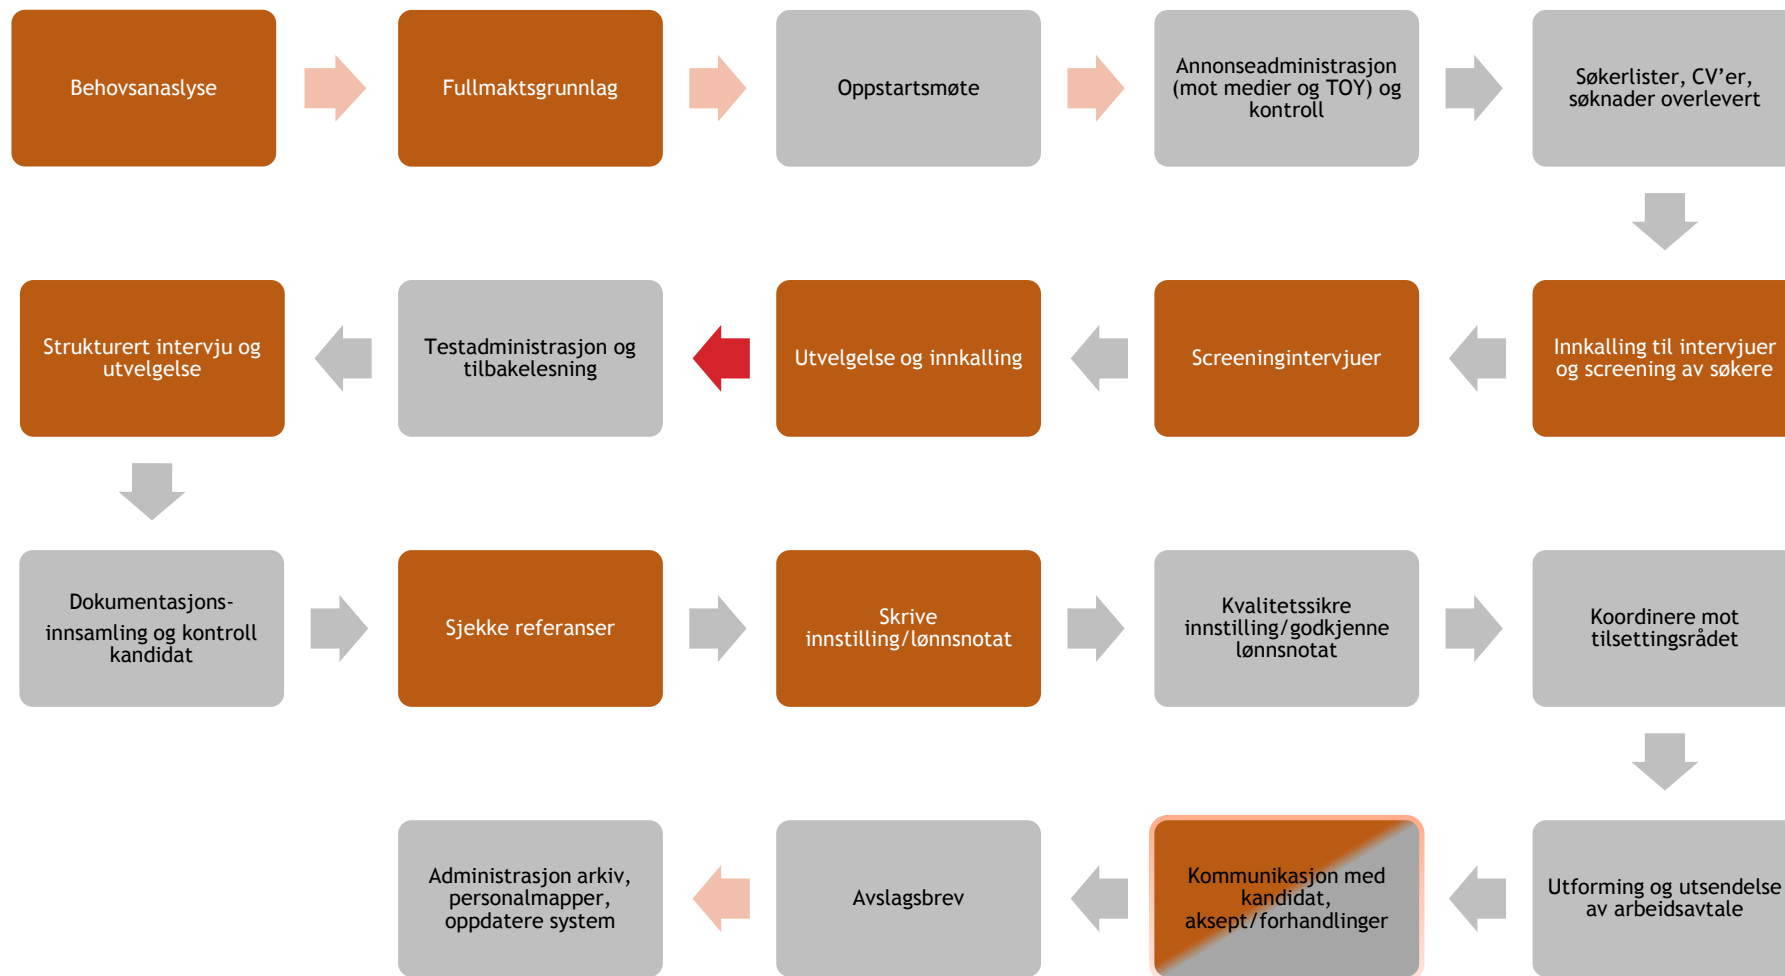 Behovsanaslyse
Fullmaktsgrunnlag
Oppstartsmøte
Annonseadministrasjon
(mot medier og TOY) og
kontroll
Søkerlister, CV’er,
søknader overlevert
Strukturert intervju og
utvelgelse
Testadministrasjon og
tilbakelesning
Utvelgelse og innkalling
Screeningintervjuer
Innkalling til intervjuer
og screening av søkere
Dokumentasjons-
innsamling og kontroll
kandidat
Sjekke referanser
Skrive
innstilling/lønnsnotat
Kvalitetssikre
innstilling/godkjenne
lønnsnotat
Koordinere mot
tilsettingsrådet
Administrasjon arkiv,
personalmapper,
oppdatere system
Avslagsbrev
Kommunikasjon med
kandidat,
aksept/forhandlinger
Utforming og utsendelse
av arbeidsavtale